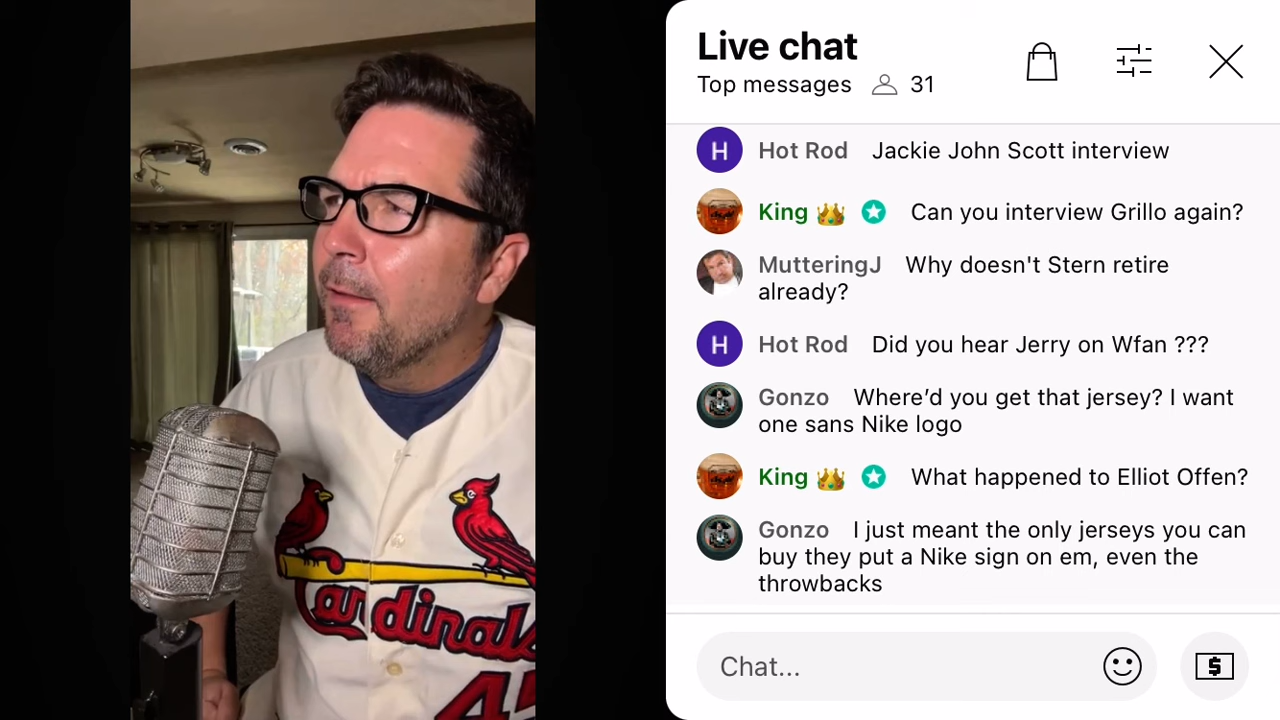 Live chat
Top messages 31
H Hot Rod Jackie John Scott interview
King 👑 Can you interview Grillo again?
MutteringJ Why doesn't Stern retire
already?
H Hot Rod Did you hear Jerry on Wfan ???
Gonzo Where’d you get that jersey? I want
one sans Nike logo
King 👑 What happened to Elliot Offen?
Gonzo I just meant the only jerseys you can
buy they put a Nike sign on em, even the
throwbacks
Chat...
$
Cardinals
45